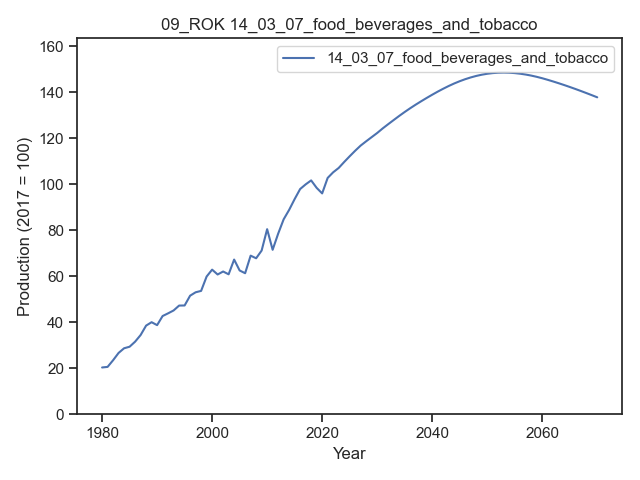 09_ROK 14_03_07_food_beverages_and_tobacco
14_03_07_food_beverages_and_tobacco
Production (2017 = 100)
160
140
120
100
80
60
40
20
0
1980 2000 2020 2040 2060
Year